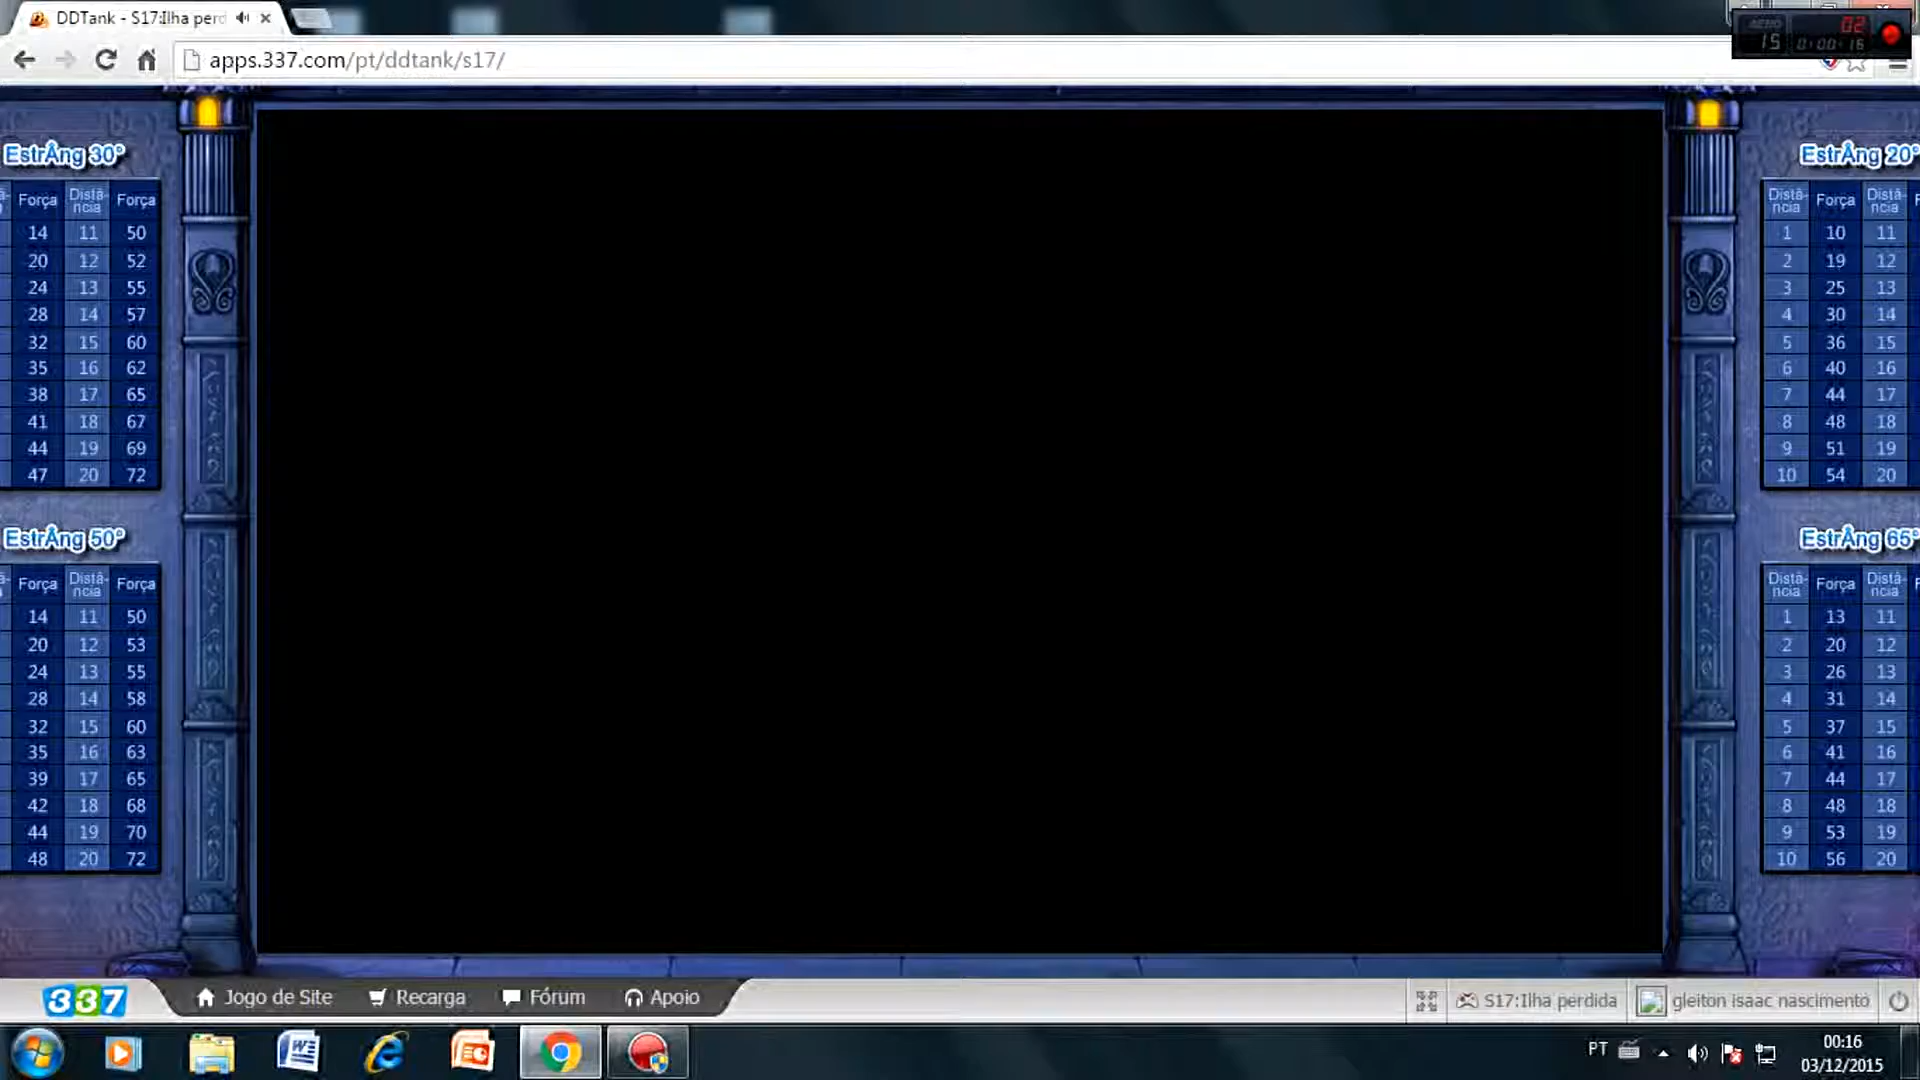 DDTank - S17:Ilha perd
apps.337.com/pt/ddtank/s17/
02
15 0:00:16
EstrÂng 30°
Força Distâ-ncia Força
14 11 50
20 12 52
24 13 55
28 14 57
32 15 60
35 16 62
38 17 65
41 18 67
44 19 69
47 20 72
EstrÂng 50°
Força Distâ-ncia Força
14 11 50
20 12 53
24 13 55
28 14 58
32 15 60
35 16 63
39 17 65
42 18 68
44 19 70
48 20 72
EstrÂng 20°
Distâ-ncia Força Distâ-ncia F
1 10 11
2 19 12
3 25 13
4 30 14
5 36 15
6 40 16
7 44 17
8 48 18
9 51 19
10 54 20
EstrÂng 65°
Distâ-ncia Força Distâ-ncia F
1 13 11
2 20 12
3 26 13
4 31 14
5 37 15
6 41 16
7 44 17
8 48 18
9 53 19
10 56 20
337 Jogo de Site Recarga Fórum Apoio S17:Ilha perdida gleiton isaac nascimento
PT 00:16
03/12/2015